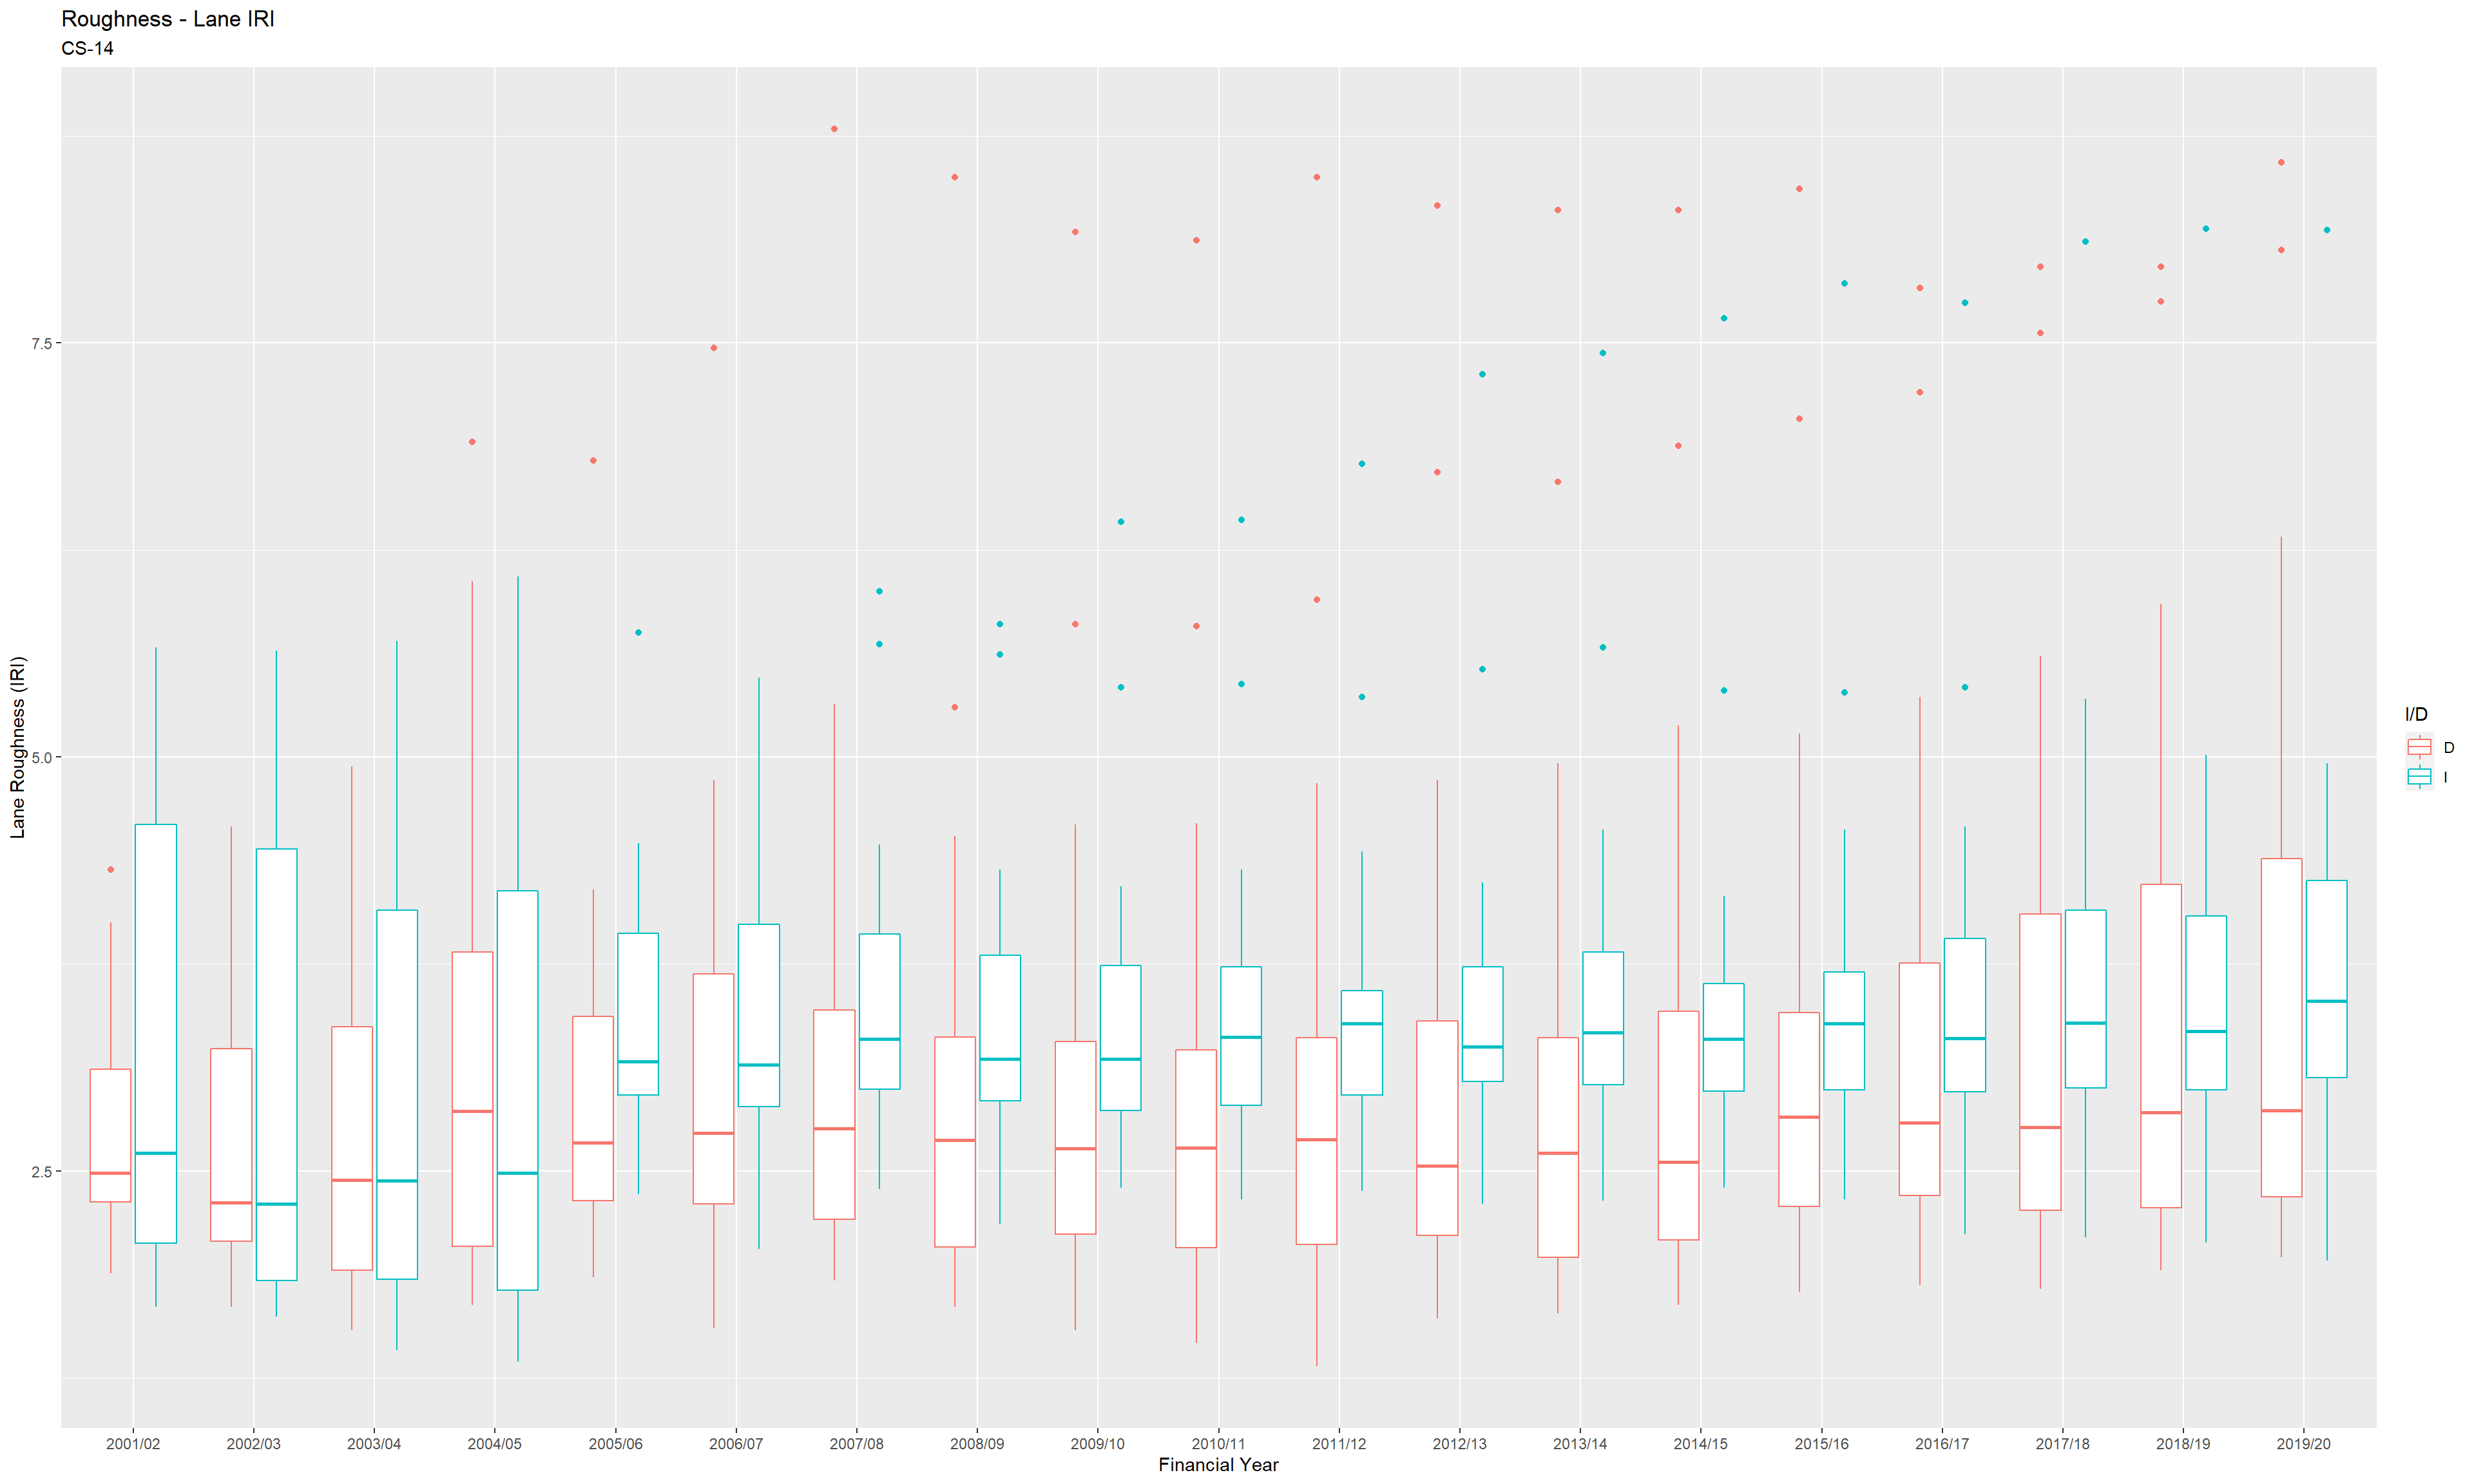 Roughness - Lane IRI
CS-14
Lane Roughness (IRI)
7.5
5.0
2.5
2001/02 2002/03 2003/04 2004/05 2005/06 2006/07 2007/08 2008/09 2009/10 2010/11 2011/12 2012/13 2013/14 2014/15 2015/16 2016/17 2017/18 2018/19 2019/20
Financial Year
I/D
D
I